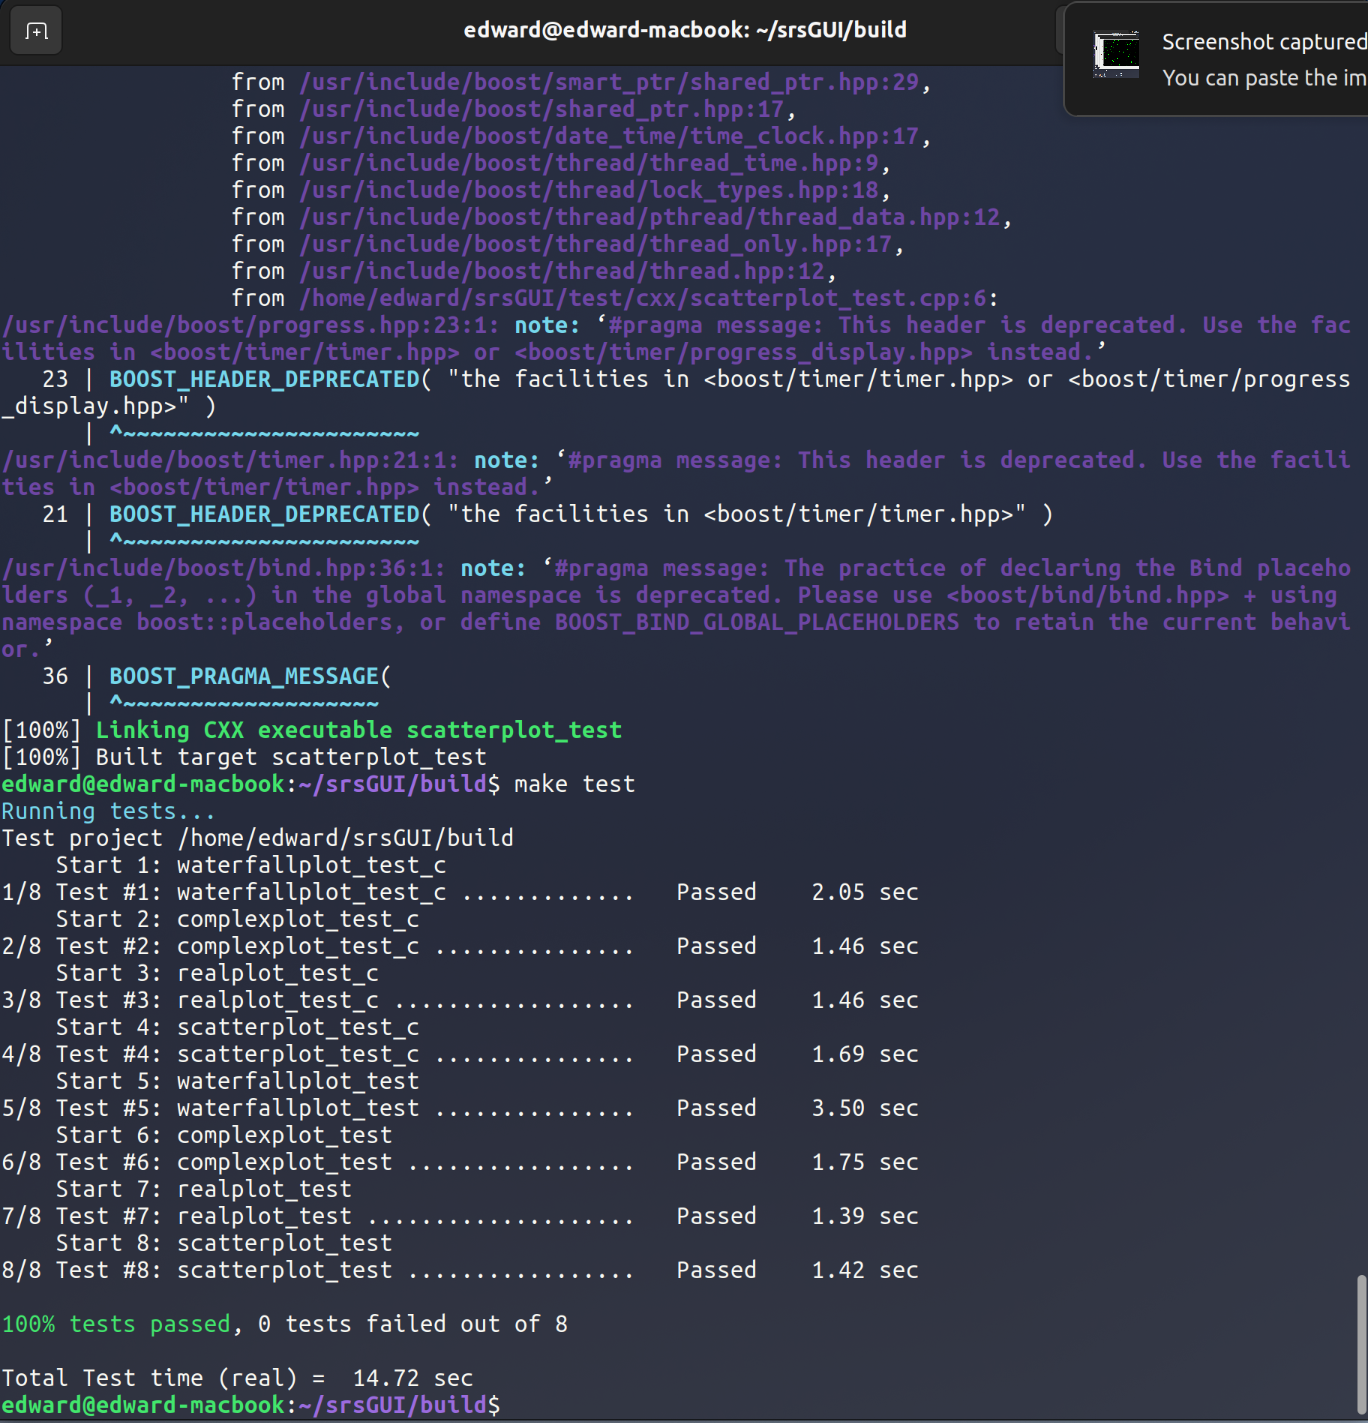 edward@edward-macbook: ~/srsGUI/build
Screenshot captured
You can paste the im
from /usr/include/boost/smart_ptr/shared_ptr.hpp:29,
from /usr/include/boost/shared_ptr.hpp:17,
from /usr/include/boost/date_time/time_clock.hpp:17,
from /usr/include/boost/thread/thread_time.hpp:9,
from /usr/include/boost/thread/lock_types.hpp:18,
from /usr/include/boost/thread/pthread/thread_data.hpp:12,
from /usr/include/boost/thread/thread_only.hpp:17,
from /usr/include/boost/thread/thread.hpp:12,
from /home/edward/srsGUI/test/cxx/scatterplot_test.cpp:6:
/usr/include/boost/progress.hpp:23:1: note: ‘#pragma message: This header is deprecated. Use the fac
ilities in <boost/timer/timer.hpp> or <boost/timer/progress_display.hpp> instead.’
23 | BOOST_HEADER_DEPRECATED( "the facilities in <boost/timer/timer.hpp> or <boost/timer/progress
_display.hpp>" )
| ^~~~~~~~~~~~~~~~~~~~~~~
/usr/include/boost/timer.hpp:21:1: note: ‘#pragma message: This header is deprecated. Use the facili
ties in <boost/timer/timer.hpp> instead.’
21 | BOOST_HEADER_DEPRECATED( "the facilities in <boost/timer/timer.hpp>" )
| ^~~~~~~~~~~~~~~~~~~~~~~
/usr/include/boost/bind.hpp:36:1: note: ‘#pragma message: The practice of declaring the Bind placeho
lders (_1, _2, ...) in the global namespace is deprecated. Please use <boost/bind/bind.hpp> + using
namespace boost::placeholders, or define BOOST_BIND_GLOBAL_PLACEHOLDERS to retain the current behavi
or.’
36 | BOOST_PRAGMA_MESSAGE(
| ^~~~~~~~~~~~~~~~~~~~
[100%] Linking CXX executable scatterplot_test
[100%] Built target scatterplot_test
edward@edward-macbook:~/srsGUI/build$ make test
Running tests...
Test project /home/edward/srsGUI/build
Start 1: waterfallplot_test_c
1/8 Test #1: waterfallplot_test_c ............. Passed 2.05 sec
Start 2: complexplot_test_c
2/8 Test #2: complexplot_test_c ............... Passed 1.46 sec
Start 3: realplot_test_c
3/8 Test #3: realplot_test_c .................. Passed 1.46 sec
Start 4: scatterplot_test_c
4/8 Test #4: scatterplot_test_c ............... Passed 1.69 sec
Start 5: waterfallplot_test
5/8 Test #5: waterfallplot_test ............... Passed 3.50 sec
Start 6: complexplot_test
6/8 Test #6: complexplot_test ................. Passed 1.75 sec
Start 7: realplot_test
7/8 Test #7: realplot_test .................... Passed 1.39 sec
Start 8: scatterplot_test
8/8 Test #8: scatterplot_test ................. Passed 1.42 sec
100% tests passed, 0 tests failed out of 8
Total Test time (real) = 14.72 sec
edward@edward-macbook:~/srsGUI/build$